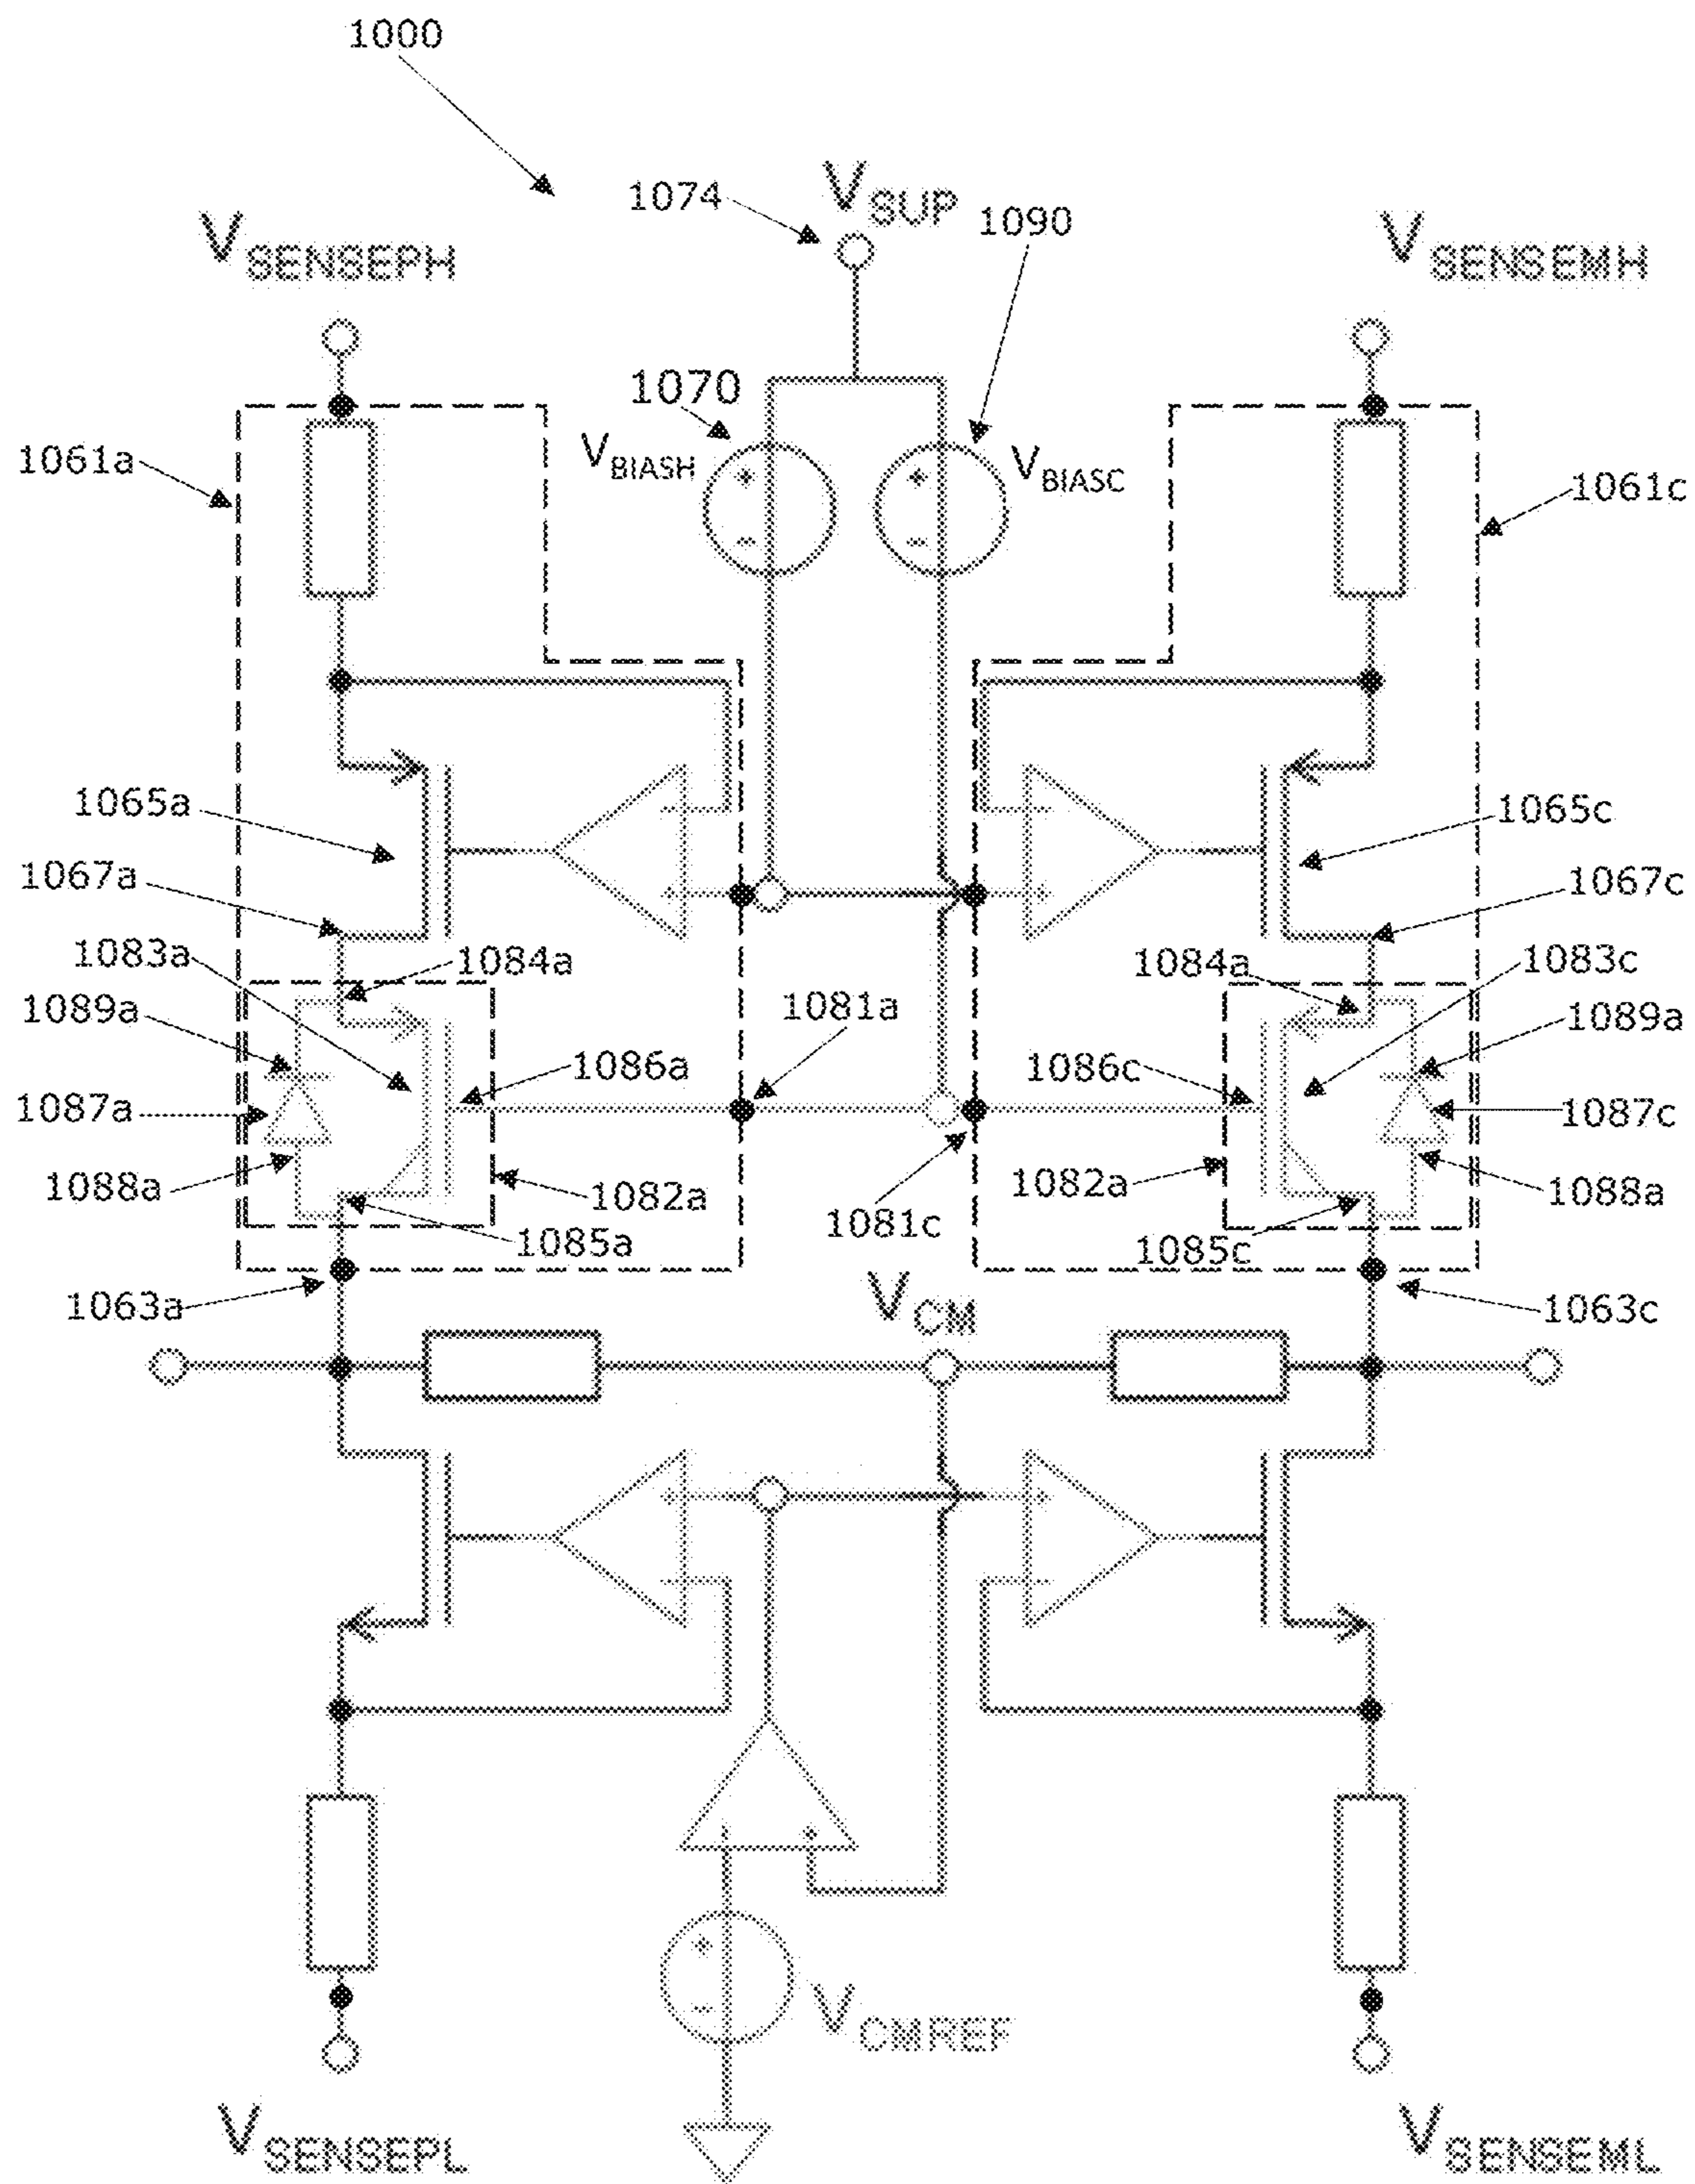 1000
1074
VSUP
1090
VSENSEPH
VSENSEMH
1070
VBIASH
VBIASC
1061a
1061c
+
+
-
-
1065a
1065c
1067a
1067c
1083a
1084a
1084a
1083c
1089a
1081a
1089a
1086a
1086c
1087a
1087c
1088a
1082a
1082a
1088a
1081c
1085a
1085c
1063a
VCM
1063c
+
-
VCMREF
VSENSEPL
VSENSEML